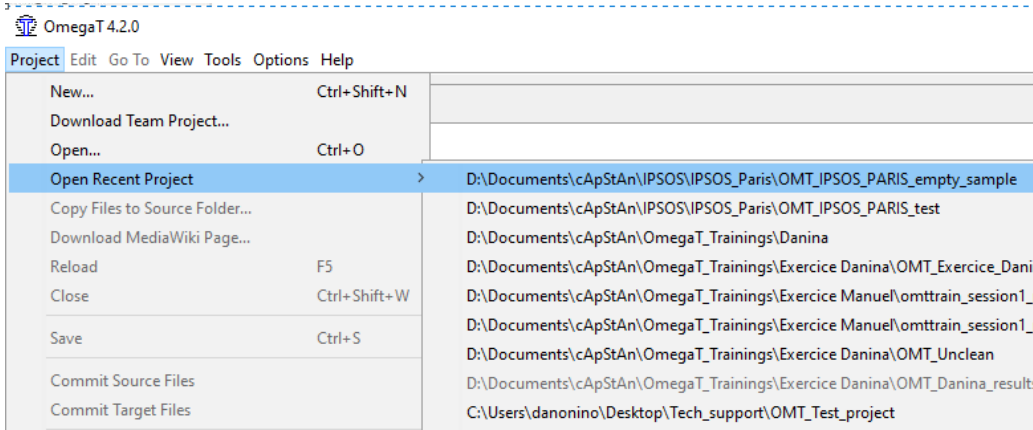 OmegaT 4.2.0
Project Edit Go To View Tools Options Help
New... Ctrl+Shift+N
Download Team Project...
Open... Ctrl+O
Open Recent Project > D:\Documents\cApStAn\IPSOS\IPSOS_Paris\OMT_IPSOS_PARIS_empty_sample
Copy Files to Source Folder... D:\Documents\cApStAn\IPSOS\IPSOS_Paris\OMT_IPSOS_PARIS_test
Download MediaWiki Page... D:\Documents\cApStAn\OmegaT_Trainings\Danina
Reload F5 D:\Documents\cApStAn\OmegaT_Trainings\Exercice Danina\OMT_Exercice_Dani
Close Ctrl+Shift+W D:\Documents\cApStAn\OmegaT_Trainings\Exercice Manuel\omttrain_session1_
D:\Documents\cApStAn\OmegaT_Trainings\Exercice Manuel\omttrain_session1_
Save Ctrl+S D:\Documents\cApStAn\OmegaT_Trainings\Exercice Danina\OMT_Unclean
Commit Source Files D:\Documents\cApStAn\OmegaT_Trainings\Exercice Danina\OMT_Danina_results
Commit Target Files C:\Users\danonino\Desktop\Tech_support\OMT_Test_project